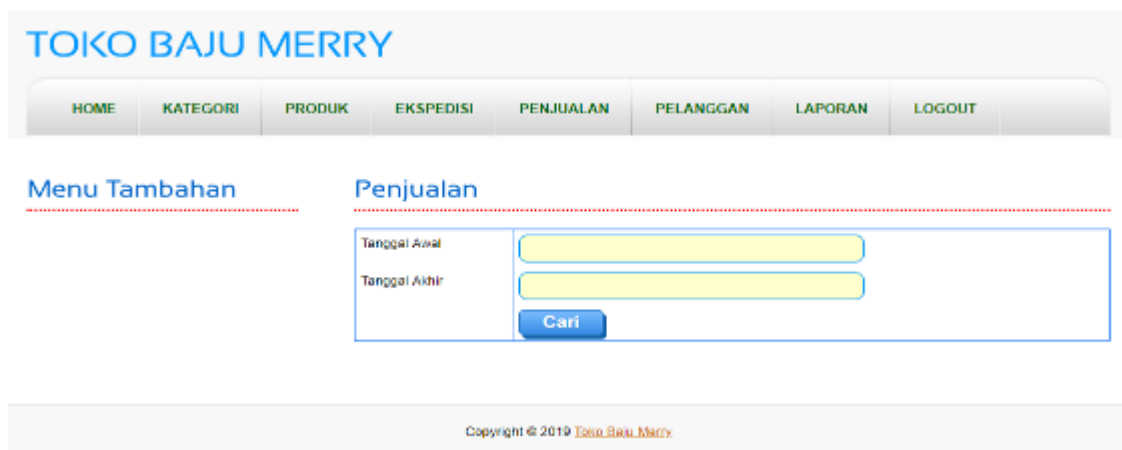 TOKO BAJU MERRY
HOME KATEGORI PRODUK EKSPEDISI PENJUALAN PELANGGAN LAPORAN LOGOUT
Menu Tambahan
Penjualan
Tanggal Awal
Tanggal Akhir
Cari
Copyright © 2019 Toko Baju Merry